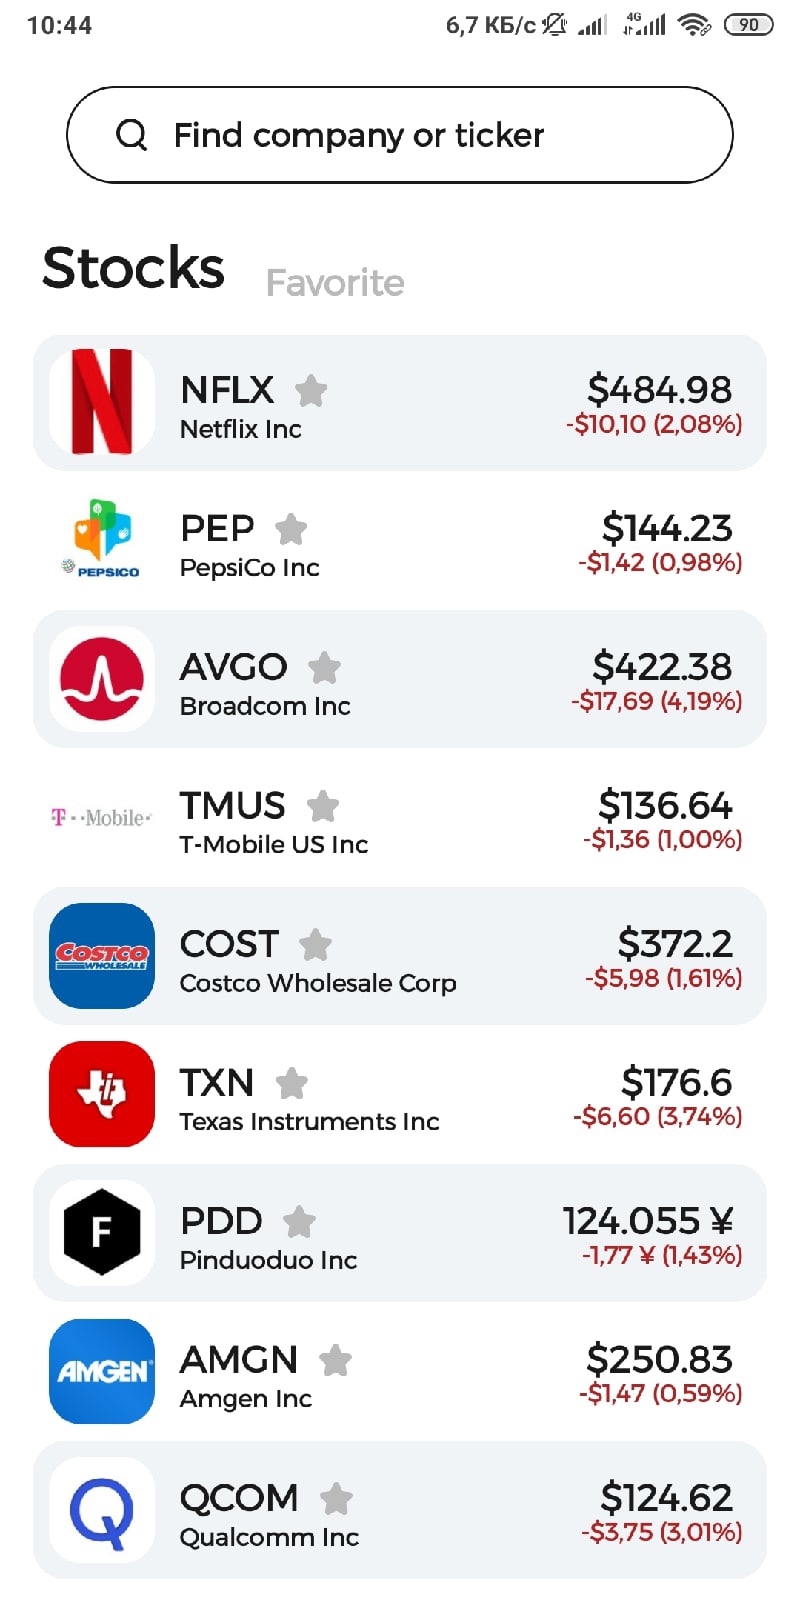 10:44
6,7 КБ/с
4G
90
Find company or ticker
Stocks Favorite
NFLX
$484.98
Netflix Inc
-$10,10 (2,08%)
PEPSICO
PEP
$144.23
PepsiCo Inc
-$1,42 (0,98%)
AVGO
$422.38
Broadcom Inc
-$17,69 (4,19%)
T··Mobile·
TMUS
$136.64
T-Mobile US Inc
-$1,36 (1,00%)
COSTCO
WHOLESALE
COST
$372.2
Costco Wholesale Corp
-$5,98 (1,61%)
TXN
$176.6
Texas Instruments Inc
-$6,60 (3,74%)
F
PDD
124.055 ¥
Pinduoduo Inc
-1,77 ¥ (1,43%)
AMGEN
AMGN
$250.83
Amgen Inc
-$1,47 (0,59%)
QCOM
$124.62
Qualcomm Inc
-$3,75 (3,01%)